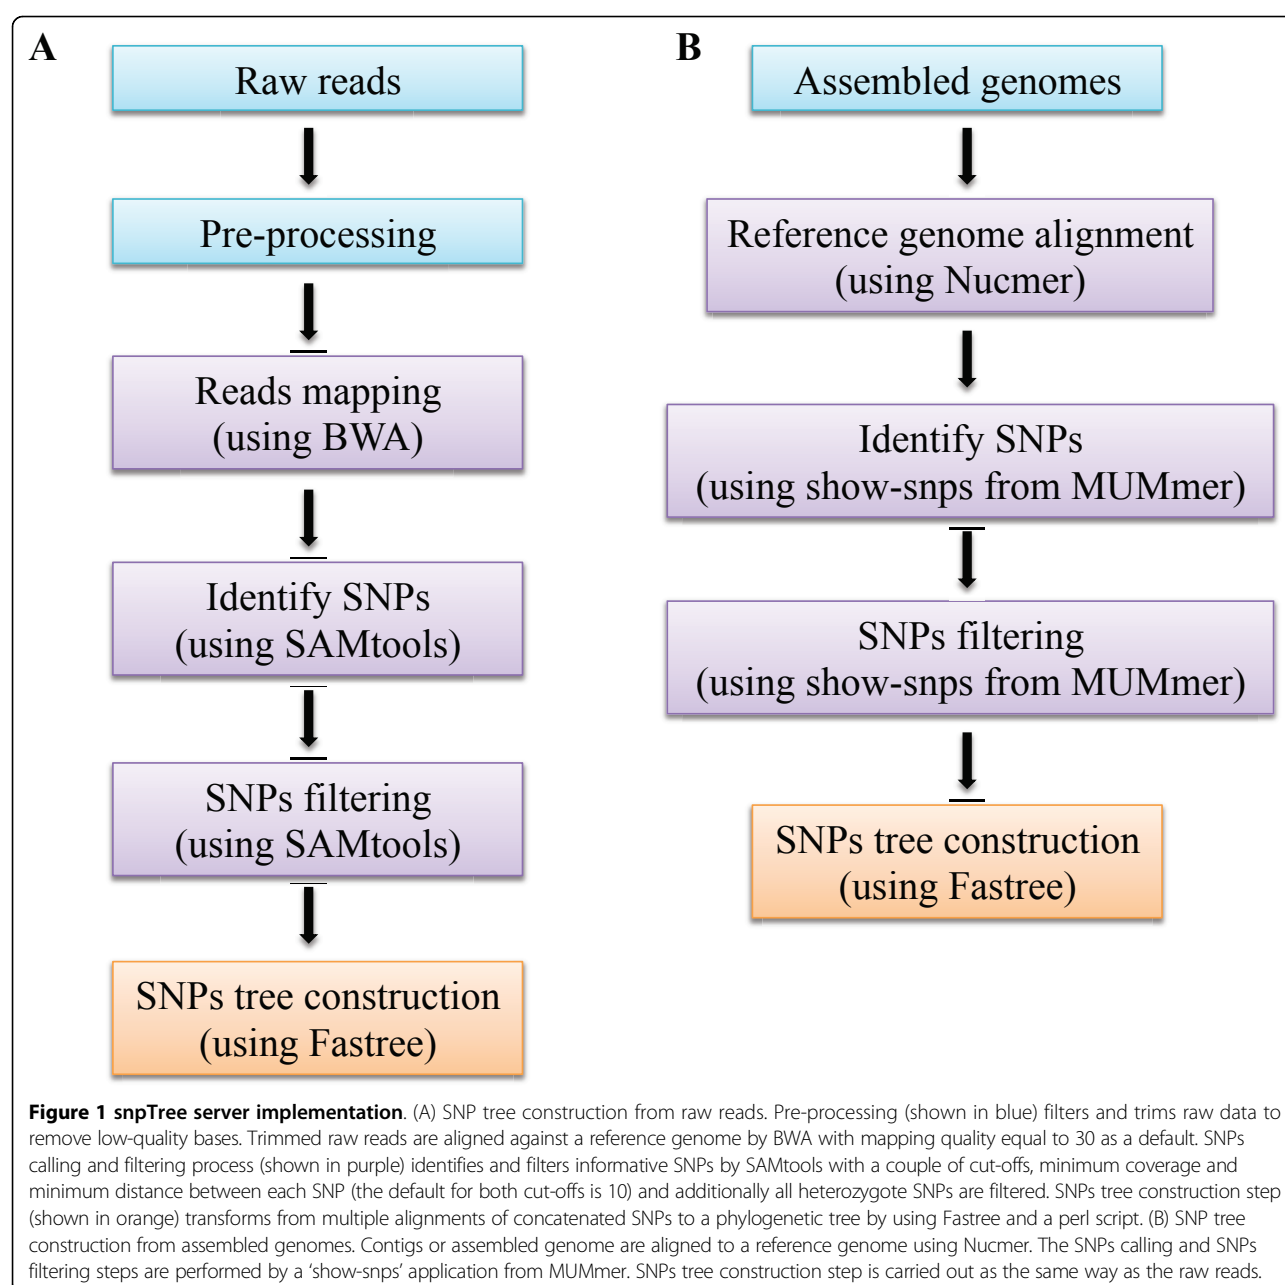 A
Raw reads
Pre-processing
Reads mapping
(using BWA)
Identify SNPs
(using SAMtools)
SNPs filtering
(using SAMtools)
SNPs tree construction
(using Fastree)
B
Assembled genomes
Reference genome alignment
(using Nucmer)
Identify SNPs
(using show-snps from MUMmer)
SNPs filtering
(using show-snps from MUMmer)
SNPs tree construction
(using Fastree)
Figure 1 snpTree server implementation. (A) SNP tree construction from raw reads. Pre-processing (shown in blue) filters and trims raw data to
remove low-quality bases. Trimmed raw reads are aligned against a reference genome by BWA with mapping quality equal to 30 as a default. SNPs
calling and filtering process (shown in purple) identifies and filters informative SNPs by SAMtools with a couple of cut-offs, minimum coverage and
minimum distance between each SNP (the default for both cut-offs is 10) and additionally all heterozygote SNPs are filtered. SNPs tree construction step
(shown in orange) transforms from multiple alignments of concatenated SNPs to a phylogenetic tree by using Fastree and a perl script. (B) SNP tree
construction from assembled genomes. Contigs or assembled genome are aligned to a reference genome using Nucmer. The SNPs calling and SNPs
filtering steps are performed by a ‘show-snps’ application from MUMmer. SNPs tree construction step is carried out as the same way as the raw reads.